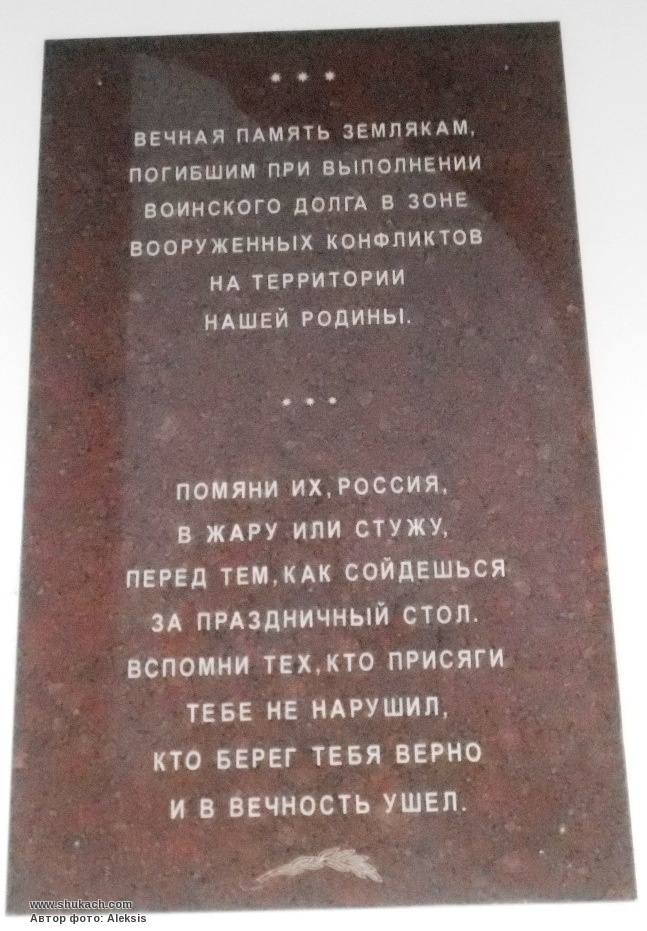 * * *
ВЕЧНАЯ ПАМЯТЬ ЗЕМЛЯКАМ,
ПОГИБШИМ ПРИ ВЫПОЛНЕНИИ
ВОИНСКОГО ДОЛГА В ЗОНЕ
ВООРУЖЕННЫХ КОНФЛИКТОВ
НА ТЕРРИТОРИИ
НАШЕЙ РОДИНЫ.
* * *
ПОМЯНИ ИХ, РОССИЯ,
В ЖАРУ ИЛИ СТУЖУ,
ПЕРЕД ТЕМ, КАК СОЙДЕШЬСЯ
ЗА ПРАЗДНИЧНЫЙ СТОЛ.
ВСПОМНИ ТЕХ, КТО ПРИСЯГИ
ТЕБЕ НЕ НАРУШИЛ,
КТО БЕРЕГ ТЕБЯ ВЕРНО
И В ВЕЧНОСТЬ УШЕЛ.
www.shukach.com
Автор фото: Aleksis